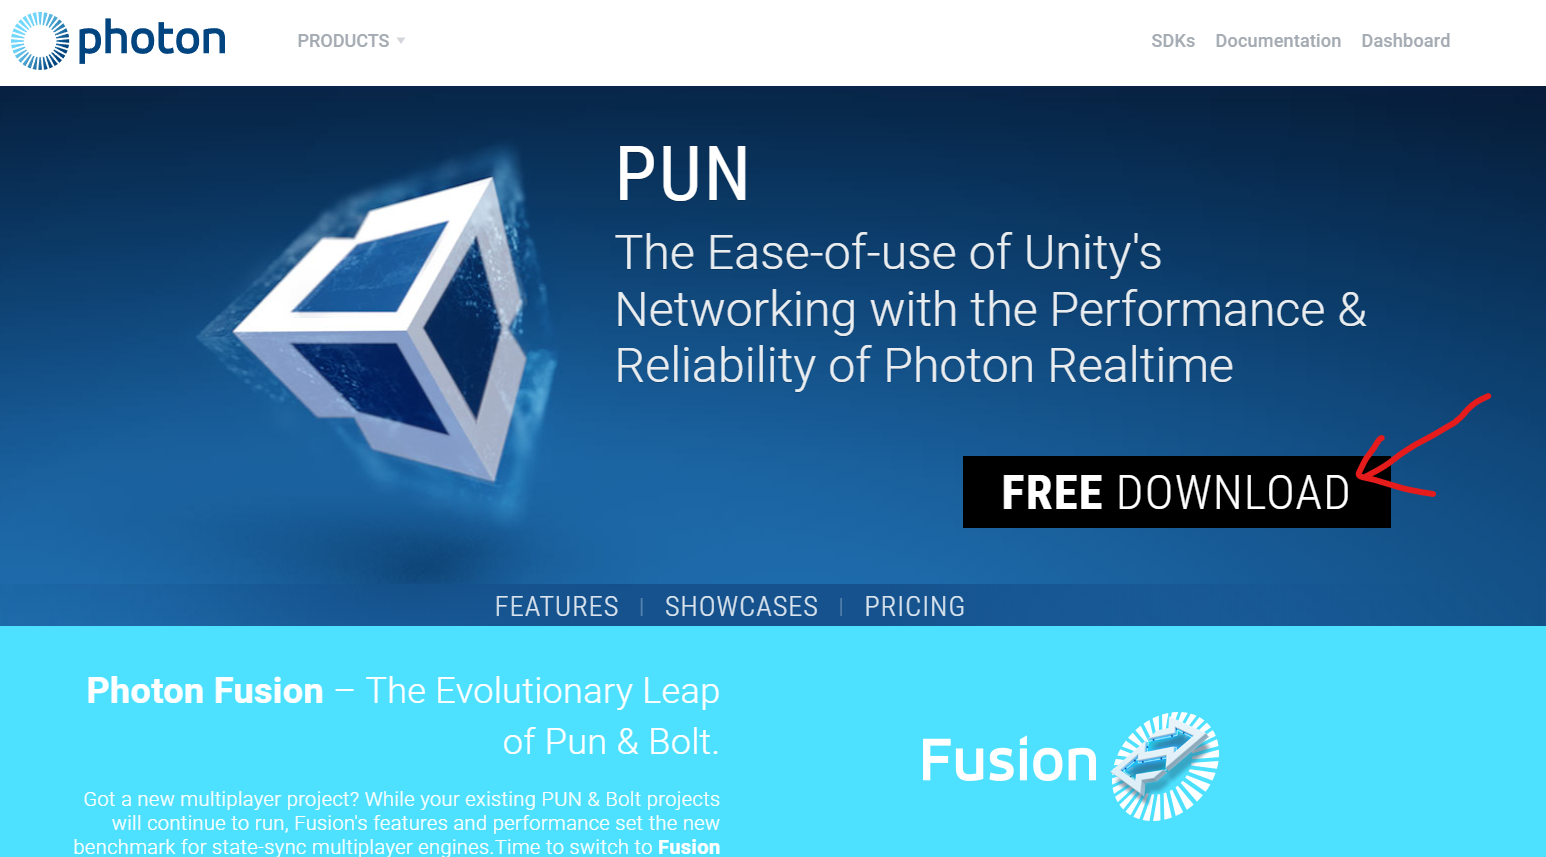 photon
PRODUCTS
SDKs Documentation Dashboard
PUN
The Ease-of-use of Unity's
Networking with the Performance &
Reliability of Photon Realtime
FREE DOWNLOAD
FEATURES | SHOWCASES | PRICING
Photon Fusion – The Evolutionary Leap
of Pun & Bolt.
Got a new multiplayer project? While your existing PUN & Bolt projects
will continue to run, Fusion's features and performance set the new
benchmark for state-sync multiplayer engines.Time to switch to Fusion
Fusion